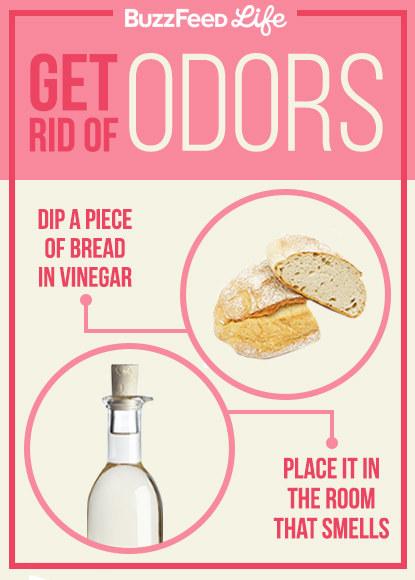 BuzzFeed Life
GET
RID OF
ODORS
DIP A PIECE
OF BREAD
IN VINEGAR
PLACE IT IN
THE ROOM
THAT SMELLS